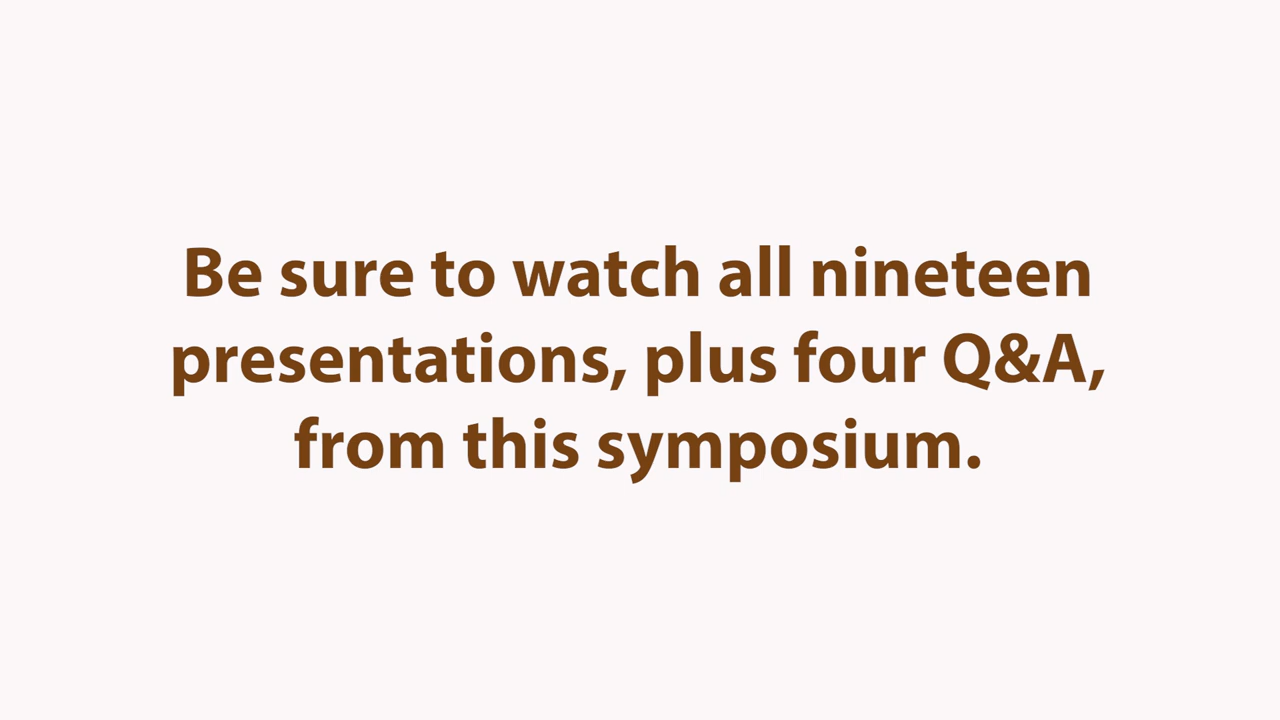 Be sure to watch all nineteen
presentations, plus four Q&A,
from this symposium.